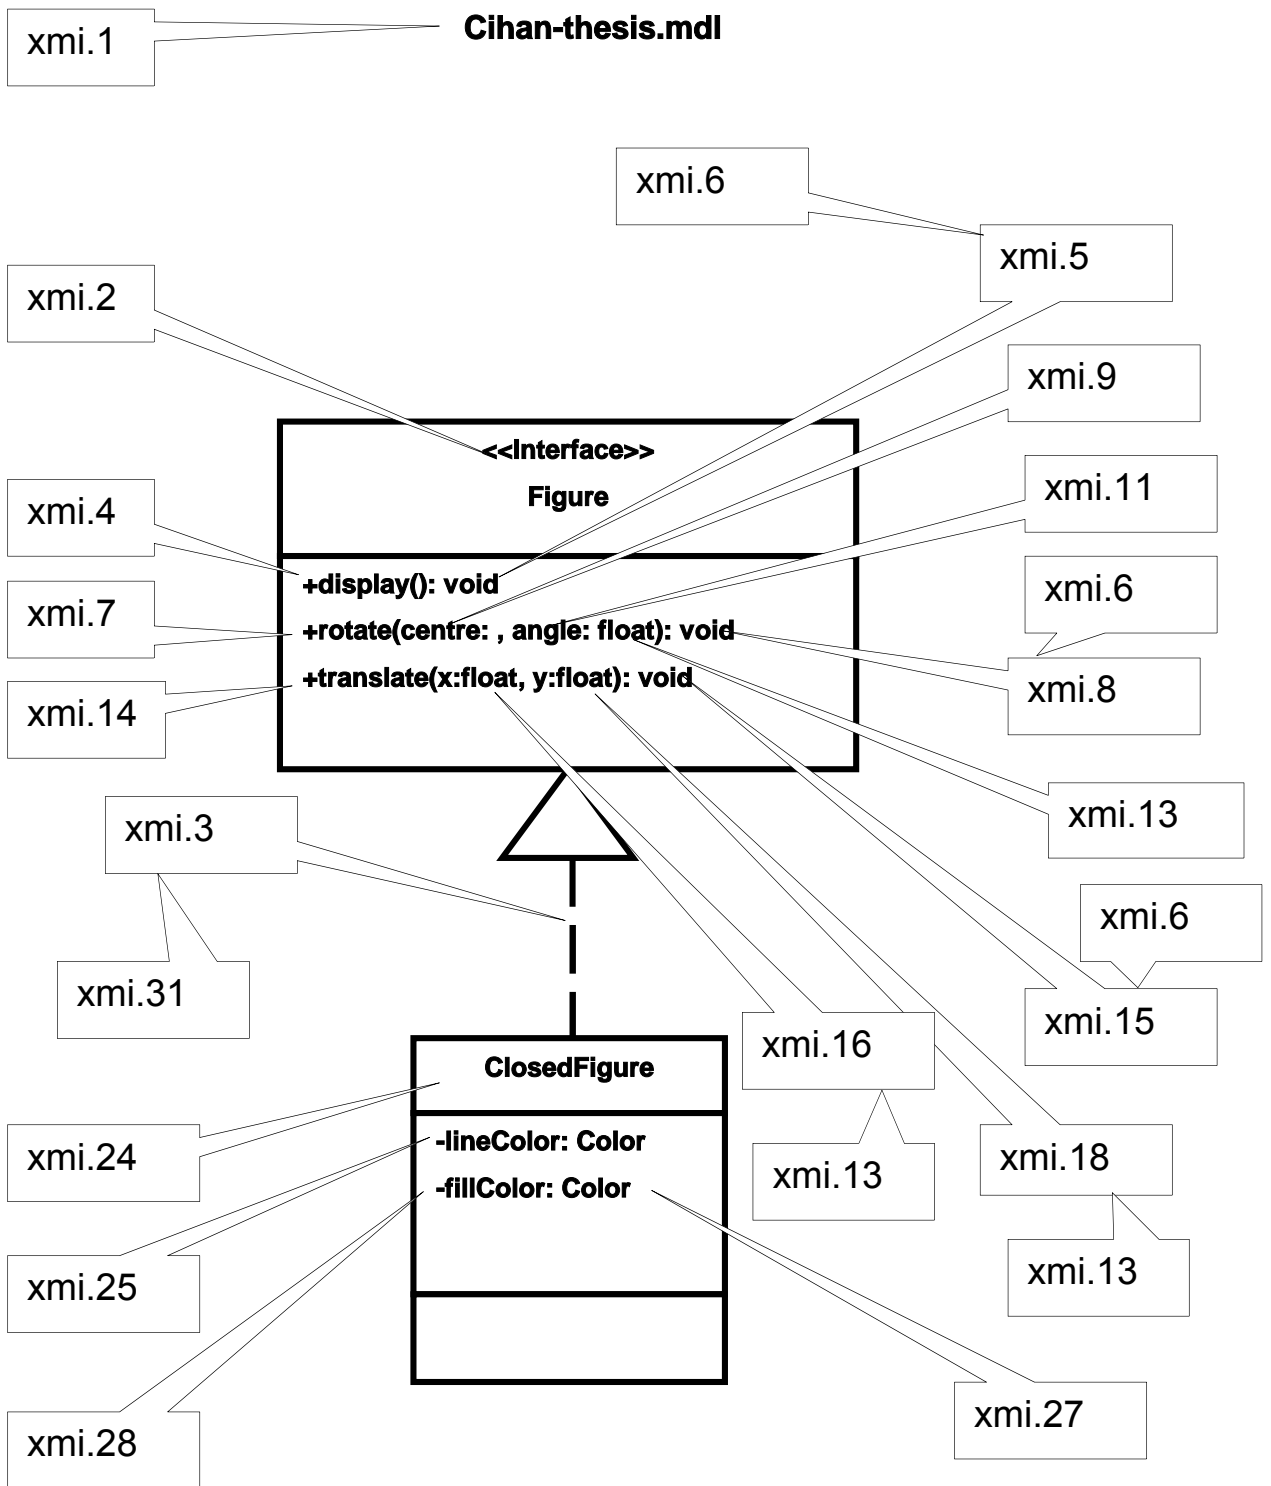 xmi.1
Cihan-thesis.mdl
xmi.6
xmi.5
xmi.2
xmi.9
<<Interface>>
Figure
xmi.11
xmi.4
xmi.6
+display(): void
xmi.7
+rotate(centre: , angle: float): void
+translate(x:float, y:float): void
xmi.8
xmi.14
xmi.13
xmi.3
xmi.6
xmi.31
xmi.15
xmi.16
ClosedFigure
xmi.24
-lineColor: Color
xmi.18
xmi.13
-fillColor: Color
xmi.13
xmi.25
xmi.27
xmi.28